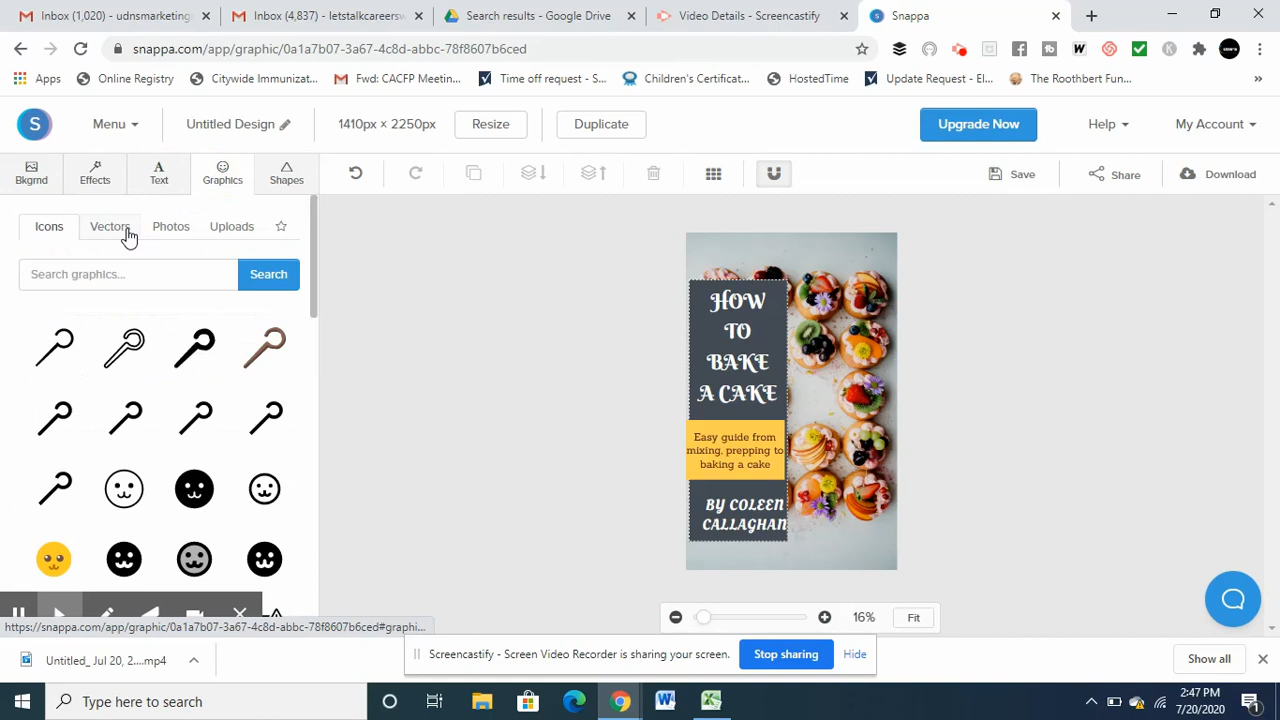 Inbox (1,020) - udnsmarketing
Inbox (4,837) - letstalkcareersw
Search results - Google Drive
Video Details - Screencastify
Snappa
snappa.com/app/graphic/0a1a7b07-3a67-4c8d-abbc-78f8607b6ced
Apps
Online Registry
Citywide Immunizat...
Fwd: CACFP Meetin...
Time off request - S...
Children's Certificat...
HostedTime
Update Request - El...
The Roothbert Fun...
»
S
Menu
Untitled Design
1410px × 2250px
Resize
Duplicate
Upgrade Now
Help
My Account
Bkgrnd
Effects
Text
Graphics
Shapes
Save
Share
Download
Icons
Vectors
Photos
Uploads
Search graphics...
Search
HOW
TO
BAKE
A CAKE
Easy guide from
mixing, prepping to
baking a cake
BY COLEEN
CALLAGHAN
16%
Fit
https://snappa.com/app/graphic/0a1a7b07-3a67-4c8d-abbc-78f8607b6ced#graphi...
Untitled_ Jul 20, 2....mp4
Screencastify - Screen Video Recorder is sharing your screen.
Stop sharing
Hide
Show all
Type here to search
2:47 PM
7/20/2020